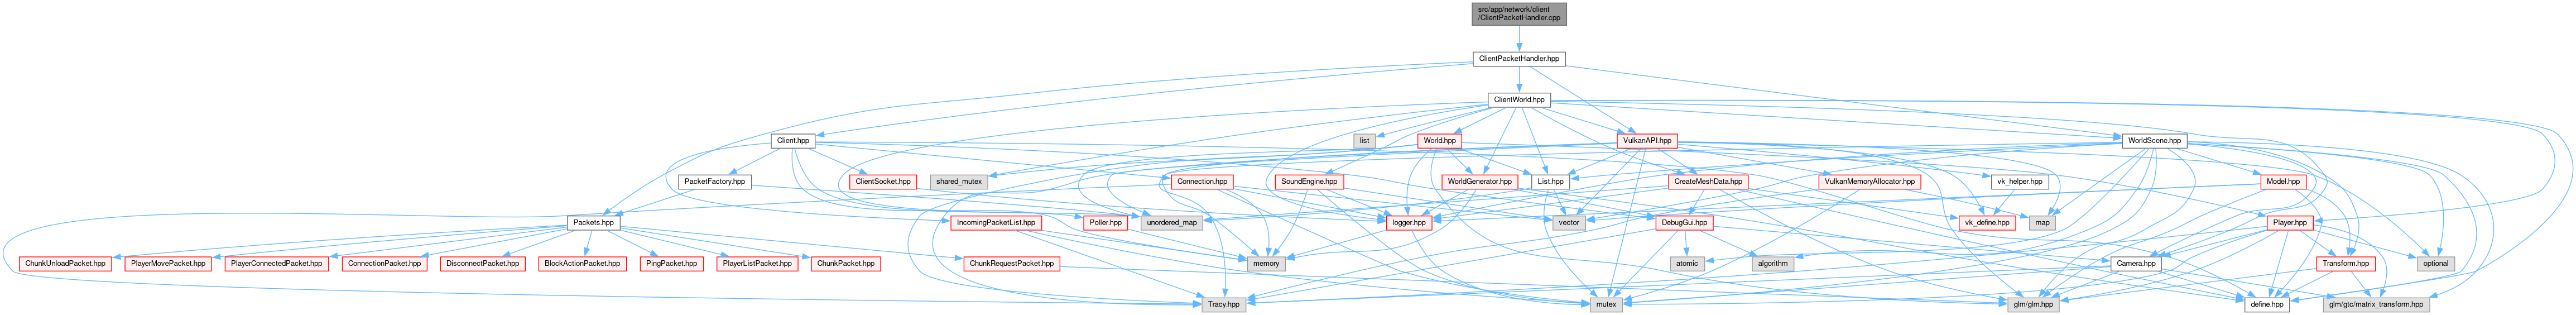 src/app/network/client
/ClientPacketHandler.cpp
ClientPacketHandler.hpp
ClientWorld.hpp
Client.hpp
list
World.hpp
VulkanAPI.hpp
WorldScene.hpp
PacketFactory.hpp
ClientSocket.hpp
shared_mutex
Connection.hpp
SoundEngine.hpp
WorldGenerator.hpp
List.hpp
CreateMeshData.hpp
VulkanMemoryAllocator.hpp
vk_helper.hpp
Model.hpp
Packets.hpp
IncomingPacketList.hpp
Poller.hpp
unordered_map
logger.hpp
vector
DebugGui.hpp
vk_define.hpp
map
Player.hpp
ChunkUnloadPacket.hpp
PlayerMovePacket.hpp
PlayerConnectedPacket.hpp
ConnectionPacket.hpp
DisconnectPacket.hpp
BlockActionPacket.hpp
PingPacket.hpp
PlayerListPacket.hpp
ChunkPacket.hpp
ChunkRequestPacket.hpp
memory
atomic
algorithm
Camera.hpp
Transform.hpp
optional
Tracy.hpp
mutex
glm/glm.hpp
define.hpp
glm/gtc/matrix_transform.hpp